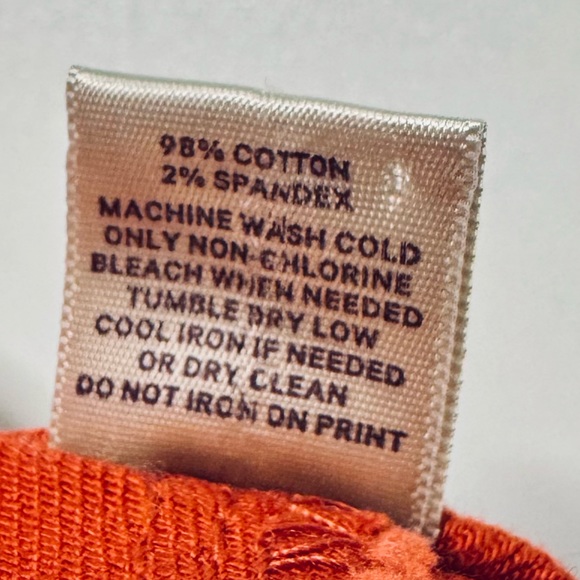 98% COTTON
2% SPANDEX
MACHINE WASH COLD
ONLY NON-CHLORINE
BLEACH WHEN NEEDED
TUMBLE DRY LOW
COOL IRON IF NEEDED
OR DRY CLEAN
DO NOT IRON ON PRINT